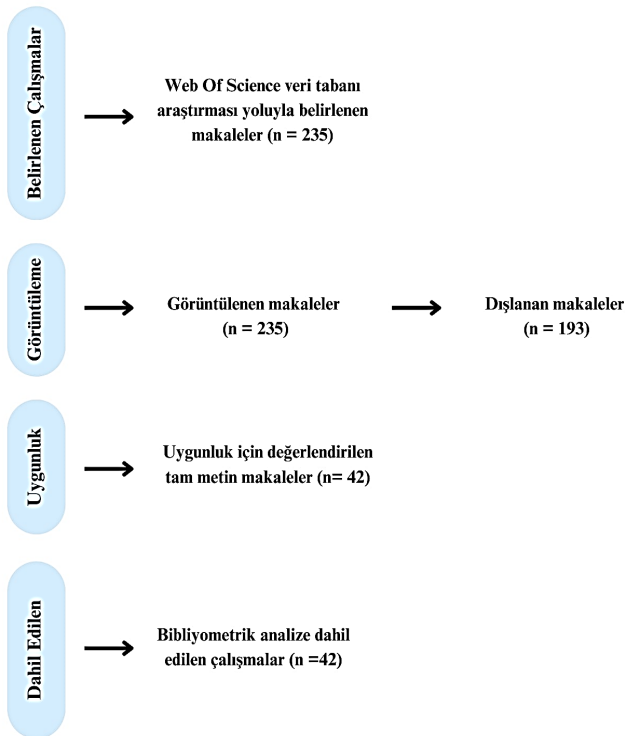 Belirlenen Çalışmalar
Web Of Science veri tabanı
araştırması yoluyla belirlenen
makaleler (n = 235)
Görüntüleme
Görüntülenen makaleler
(n = 235)
Dışlanan makaleler
(n = 193)
Uygunluk
Uygunluk için değerlendirilen
tam metin makaleler (n= 42)
Dahil Edilen
Bibliyometrik analize dahil
edilen çalışmalar (n =42)